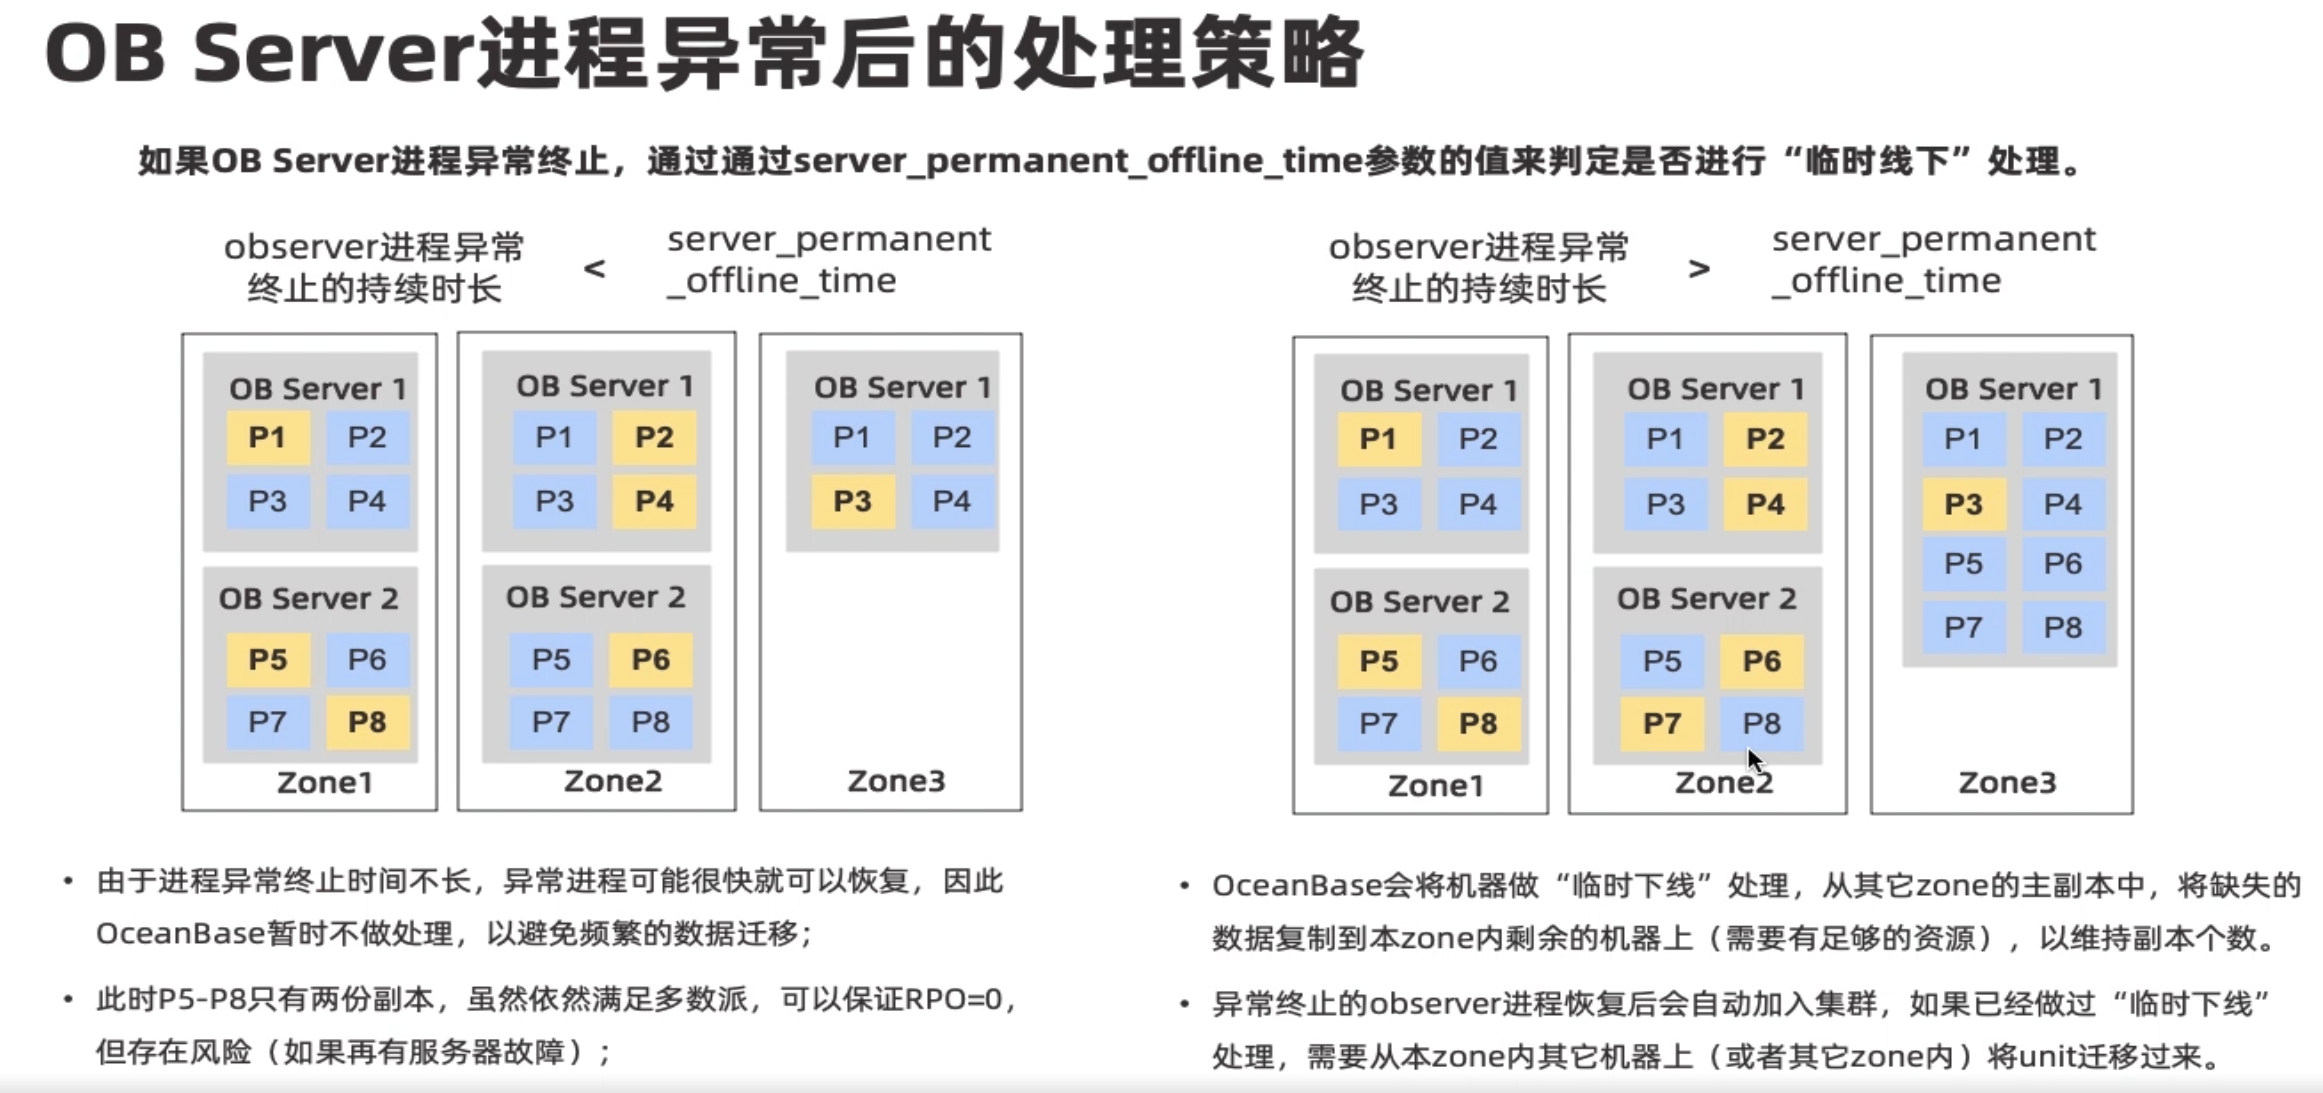 OB Server进程异常后的处理策略
如果OB Server进程异常终止，通过通过server_permanent_offline_time参数的值来判定是否进行“临时线下”处理。
observer进程异常
终止的持续时长
<
server_permanent
_offline_time
OB Server 1
P1 P2
P3 P4
OB Server 2
P5 P6
P7 P8
Zone1
OB Server 1
P1 P2
P3 P4
OB Server 2
P5 P6
P7 P8
Zone2
OB Server 1
P1 P2
P3 P4
Zone3
• 由于进程异常终止时间不长，异常进程可能很快就可以恢复，因此
OceanBase暂时不做处理，以避免频繁的数据迁移；
• 此时P5-P8只有两份副本，虽然依然满足多数派，可以保证RPO=0，
但存在风险（如果再有服务器故障）；
observer进程异常
终止的持续时长
>
server_permanent
_offline_time
OB Server 1
P1 P2
P3 P4
OB Server 2
P5 P6
P7 P8
Zone1
OB Server 1
P1 P2
P3 P4
OB Server 2
P5 P6
P7 P8
Zone2
OB Server 1
P1 P2
P3 P4
P5 P6
P7 P8
Zone3
• OceanBase会将机器做“临时下线”处理，从其它zone的主副本中，将缺失的
数据复制到本zone内剩余的机器上（需要有足够的资源），以维持副本个数。
• 异常终止的observer进程恢复后会自动加入集群，如果已经做过“临时下线”
处理，需要从本zone内其它机器上（或者其它zone内）将unit迁移过来。